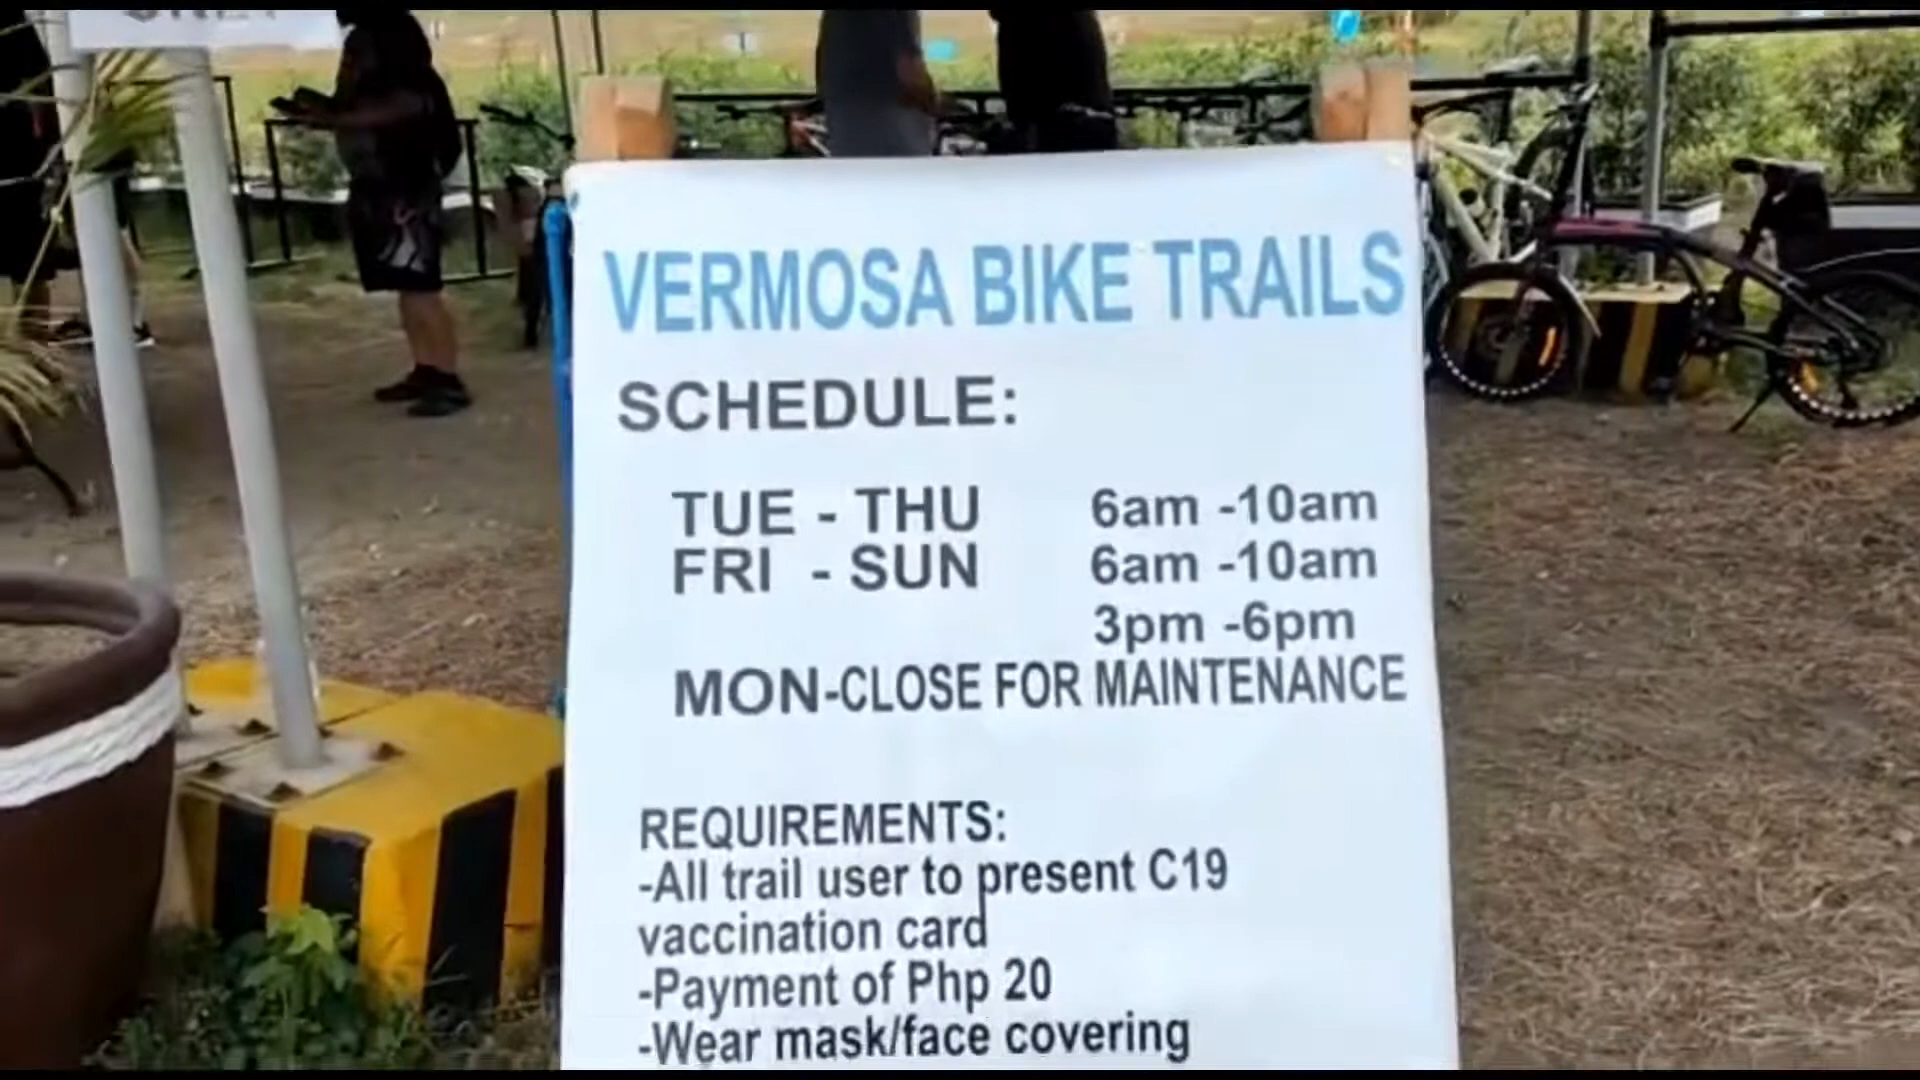 VERMOSA BIKE TRAILS
SCHEDULE:
TUE - THU 6am -10am
FRI - SUN 6am -10am
3pm -6pm
MON-CLOSE FOR MAINTENANCE
REQUIREMENTS:
-All trail user to present C19
vaccination card
-Payment of Php 20
-Wear mask/face covering